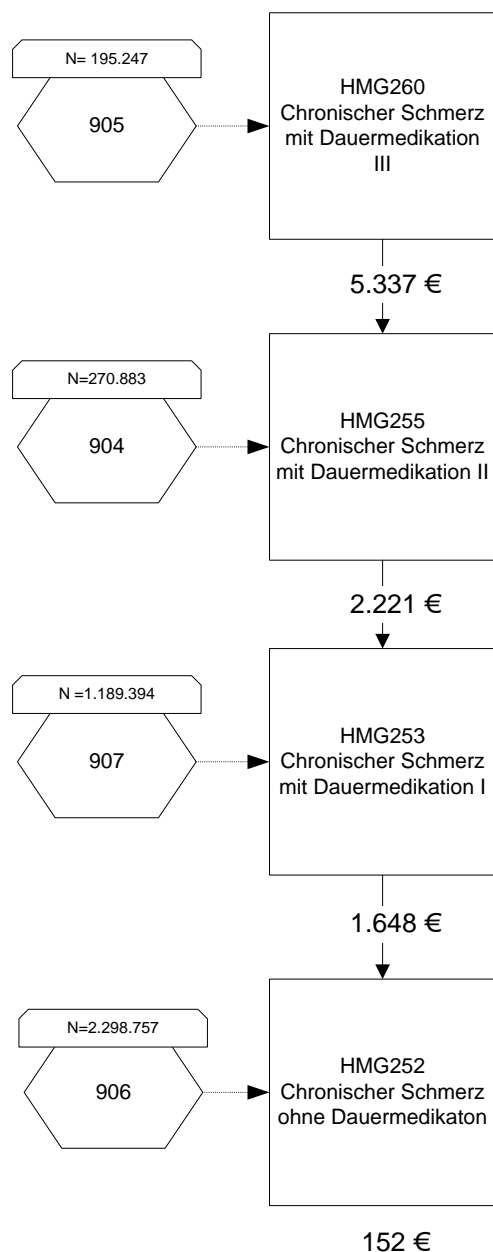 N= 195.247
905
HMG260
Chronischer Schmerz
mit Dauermedikation
III
5.337 €
N=270.883
904
HMG255
Chronischer Schmerz
mit Dauermedikation II
2.221 €
N =1.189.394
907
HMG253
Chronischer Schmerz
mit Dauermedikation I
1.648 €
N=2.298.757
906
HMG252
Chronischer Schmerz
ohne Dauermedikaton
152 €